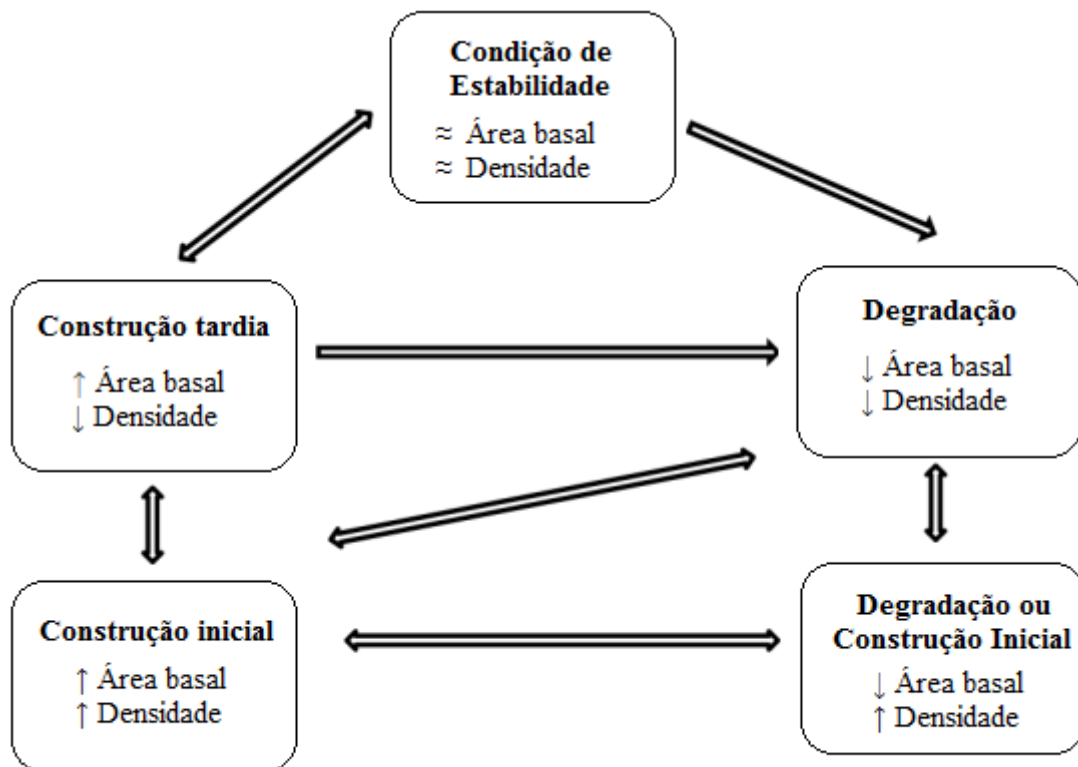 Condição de
Estabilidade
≈ Área basal
≈ Densidade
Construção tardia
↑ Área basal
↓ Densidade
Degradação
↓ Área basal
↓ Densidade
Construção inicial
↑ Área basal
↑ Densidade
Degradação ou
Construção Inicial
↓ Área basal
↑ Densidade